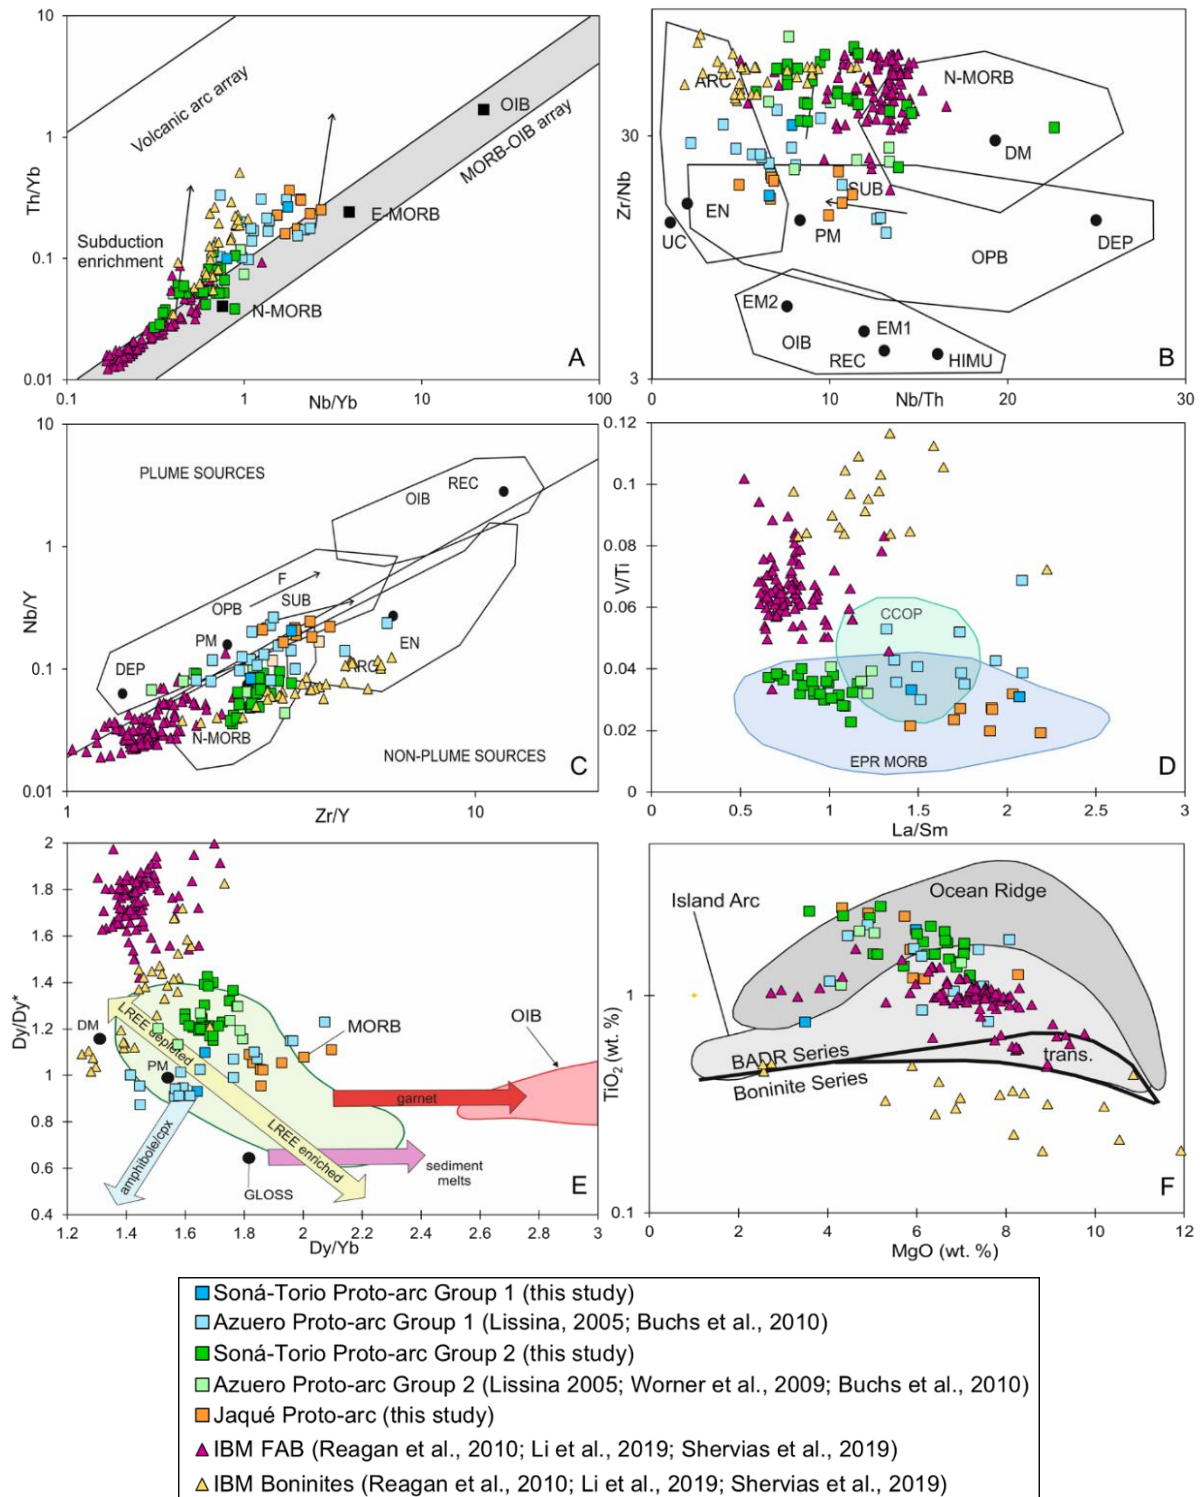 10
1
0.1
0.01
Th/Yb
Volcanic arc array
OIB
MORB-OIB array
E-MORB
Subduction
enrichment
N-MORB
A
0.1
1
10
100
Nb/Yb
30
3
Zr/Nb
ARC
N-MORB
DM
SUB
EN
UC
PM
OPB
DEP
EM2
OIB
EM1
REC
HIMU
B
0
10
20
30
Nb/Th
10
1
0.1
0.01
Nb/Y
PLUME SOURCES
OIB
REC
F
OPB
SUB
PM
EN
DEP
ARC
N-MORB
NON-PLUME SOURCES
C
1
10
Zr/Y
0.12
0.1
0.08
0.06
0.04
0.02
0
V/Ti
CCOP
EPR MORB
D
0
0.5
1
1.5
2
2.5
3
La/Sm
2
1.8
1.6
1.4
1.2
1
0.8
0.6
0.4
Dy/Dy*
DM
LREE depleted
MORB
OIB
PM
garnet
amphibole/cpx
LREE enriched
sediment
melts
GLOSS
E
1.2
1.4
1.6
1.8
2
2.2
2.4
2.6
2.8
3
Dy/Yb
1
0.1
TiO2 (wt. %)
Island Arc
Ocean Ridge
BADR Series
trans.
Boninite Series
F
0
2
4
6
8
10
12
MgO (wt. %)
Soná-Torio Proto-arc Group 1 (this study)
Azuero Proto-arc Group 1 (Lissina, 2005; Buchs et al., 2010)
Soná-Torio Proto-arc Group 2 (this study)
Azuero Proto-arc Group 2 (Lissina 2005; Worner et al., 2009; Buchs et al., 2010)
Jaqué Proto-arc (this study)
IBM FAB (Reagan et al., 2010; Li et al., 2019; Shervias et al., 2019)
IBM Boninites (Reagan et al., 2010; Li et al., 2019; Shervias et al., 2019)